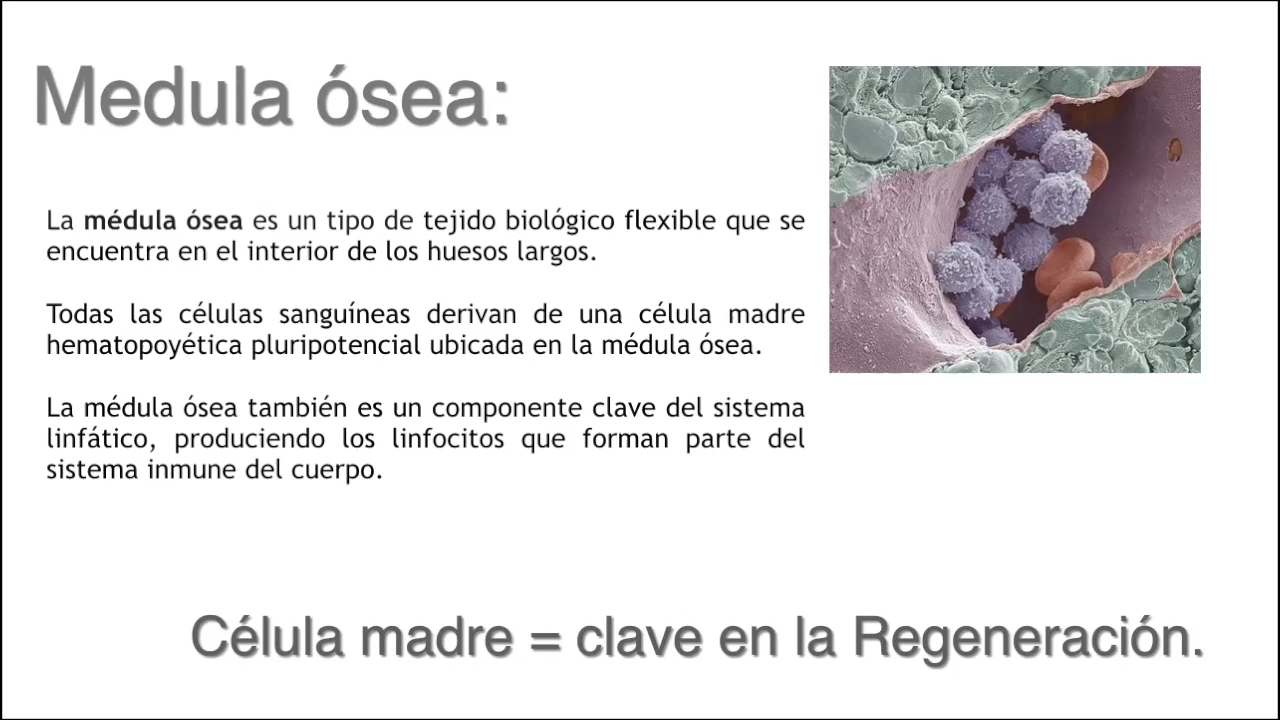 Medula ósea:
La médula ósea es un tipo de tejido biológico flexible que se
encuentra en el interior de los huesos largos.
Todas las células sanguíneas derivan de una célula madre
hematopoyética pluripotencial ubicada en la médula ósea.
La médula ósea también es un componente clave del sistema
linfático, produciendo los linfocitos que forman parte del
sistema inmune del cuerpo.
Célula madre = clave en la Regeneración.